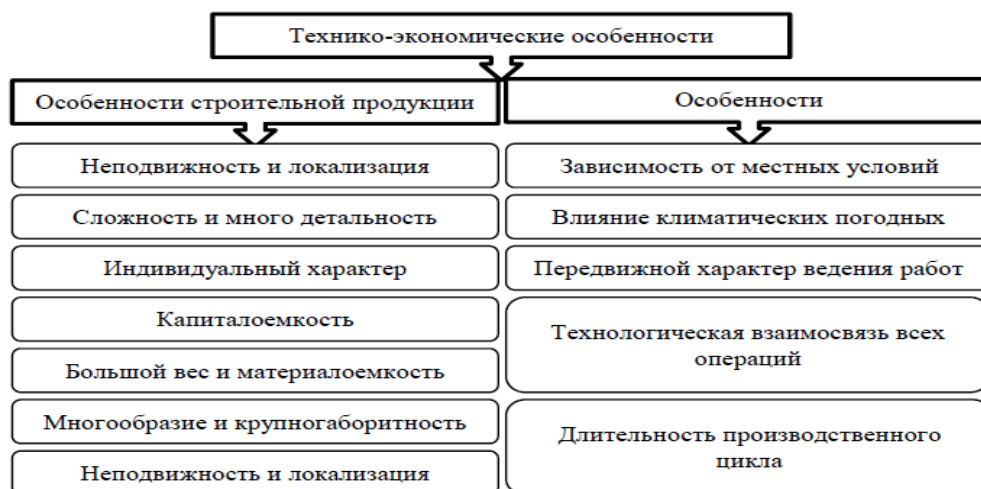 Технико-экономические особенности
Особенности строительной продукции
Неподвижность и локализация
Сложность и много детальность
Индивидуальный характер
Капиталоемкость
Большой вес и материалоемкость
Многообразие и крупногаборитность
Неподвижность и локализация
Особенности
Зависимость от местных условий
Влияние климатических погодных
Передвижной характер ведения работ
Технологическая взаимосвязь всех
операций
Длительность производственного
цикла